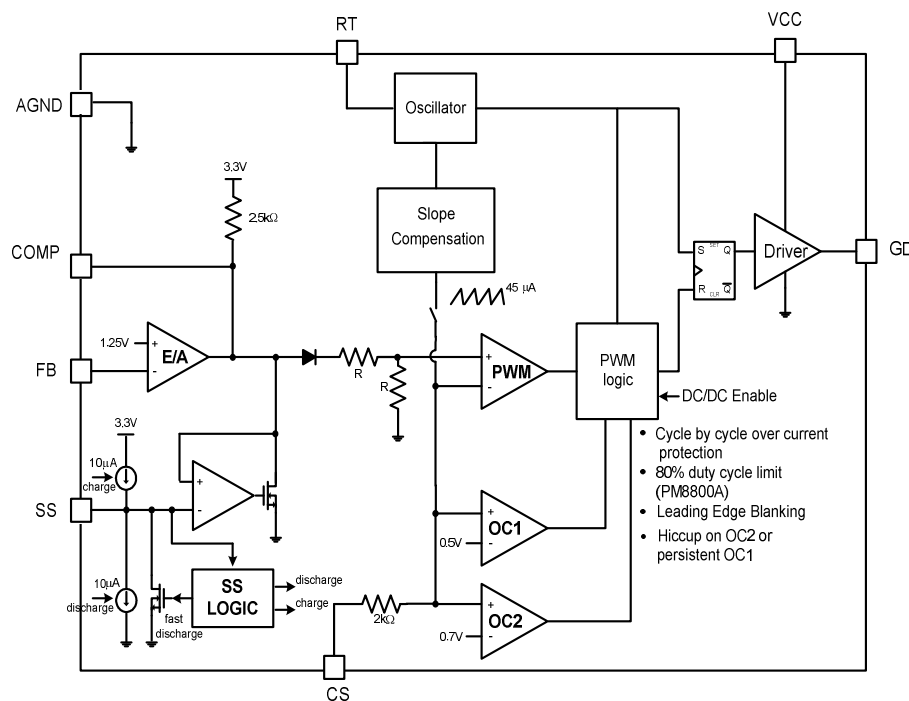 RT
VCC
AGND
Oscillator
3.3V
2.5kΩ
Slope
Compensation
COMP
S SET Q
R CLR Q
Driver
GD
45 μA
1.25V
+
E/A
-
FB
R
R
+
PWM
-
PWM
logic
DC/DC Enable
3.3V
10μA
charge
SS
+
-
+
OC1
0.5V
-
• Cycle by cycle over current
protection
• 80% duty cycle limit
(PM8800A)
• Leading Edge Blanking
• Hiccup on OC2 or
persistent OC1
10μA
discharge
fast
discharge
SS
LOGIC
discharge
charge
2kΩ
+
OC2
0.7V
-
CS